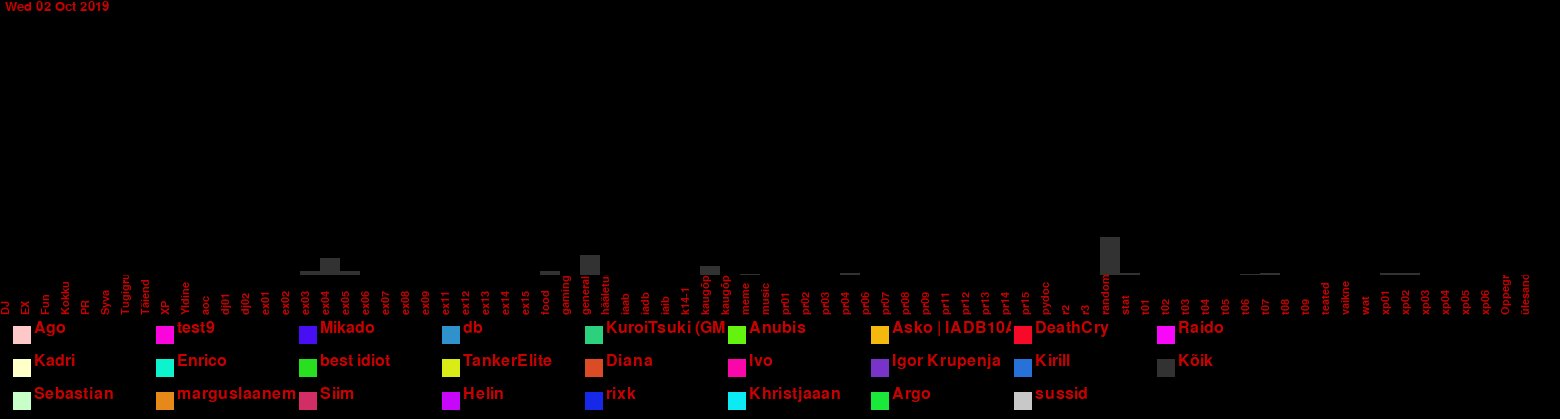 Wed 02 Oct 2019
DJ
EX
Fun
Kokku
PR
Syva
Tugigru
Täiend
XP
Yldine
aoc
dj01
dj02
ex01
ex02
ex03
ex04
ex05
ex06
ex07
ex08
ex09
ex11
ex12
ex13
ex14
ex15
food
gaming
general
hääletu
iaab
iadb
iaib
k14-1
kaugõp
kaugõp
meme
music
pr01
pr02
pr03
pr04
pr06
pr07
pr08
pr09
pr11
pr12
pr13
pr14
pr15
pydoc
r2
r3
random
stat
t01
t02
t03
t04
t05
t06
t07
t08
t09
teated
vaikne
wat
xp01
xp02
xp03
xp04
xp05
xp06
Oppegr
ülesand
Ago test9 Mikado db KuroiTsuki (GM Anubis Asko | IADB10/ DeathCry Raido
Kadri Enrico best idiot TankerElite Diana Ivo Igor Krupenja Kirill Kõik
Sebastian marguslaanem Siim Helin rixk Khristjaaan Argo sussid